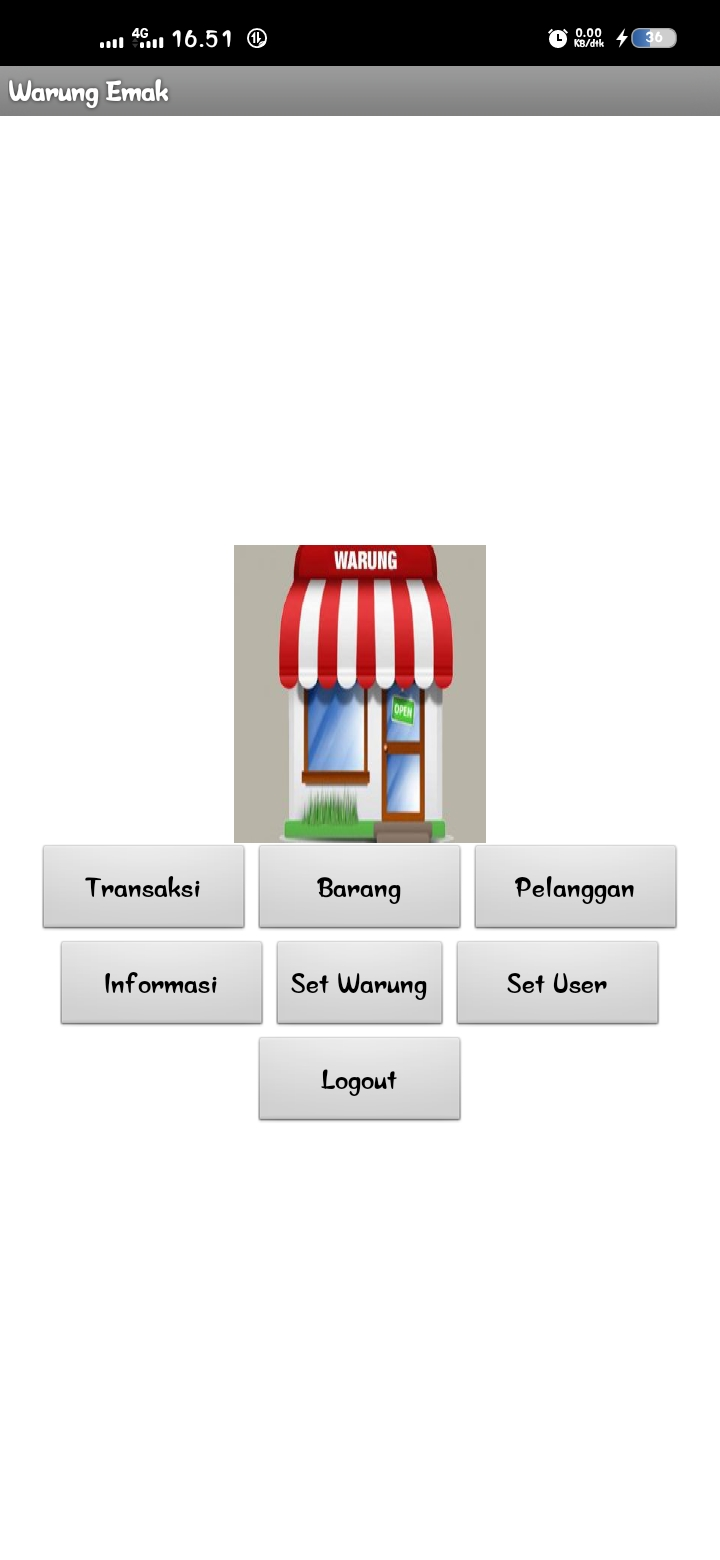 4G 16.51 0.00 KB/dtk 36
Warung Emak
WARUNG
OPEN
Transaksi Barang Pelanggan
Informasi Set Warung Set User
Logout